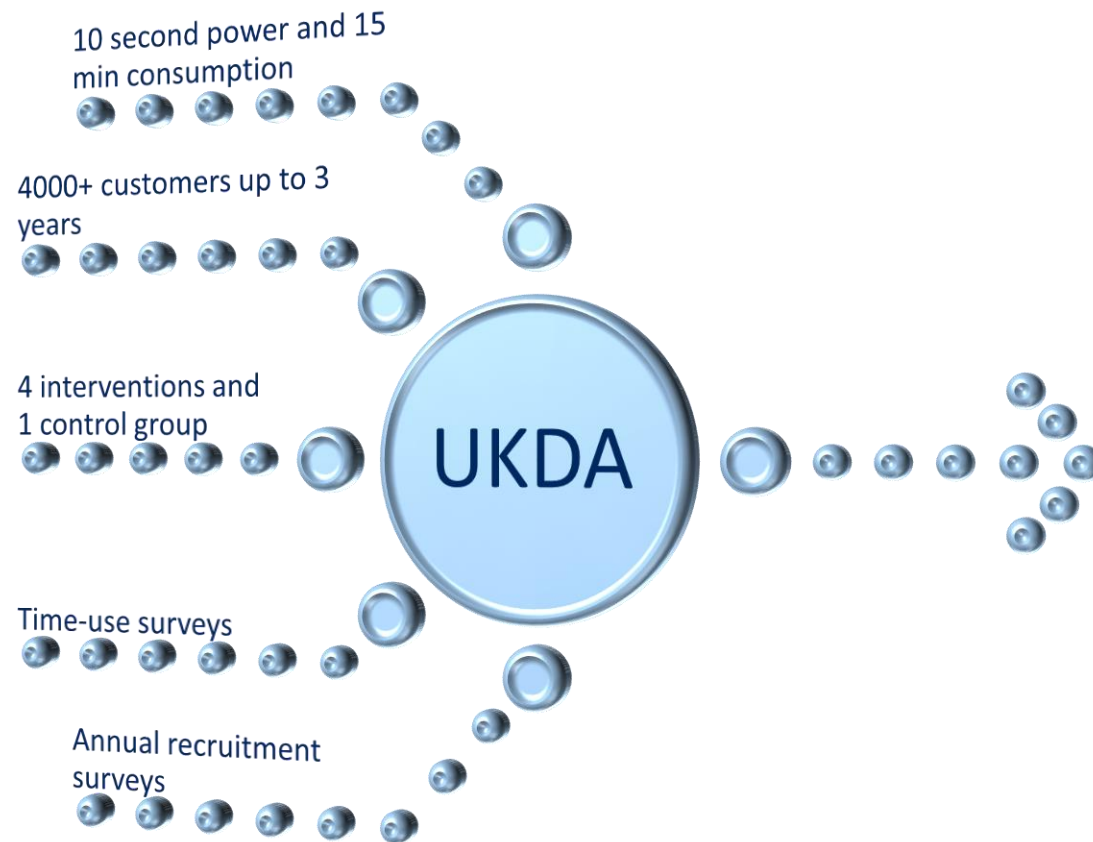 10 second power and 15
min consumption
4000+ customers up to 3
years
4 interventions and
1 control group
UKDA
Time-use surveys
Annual recruitment
surveys